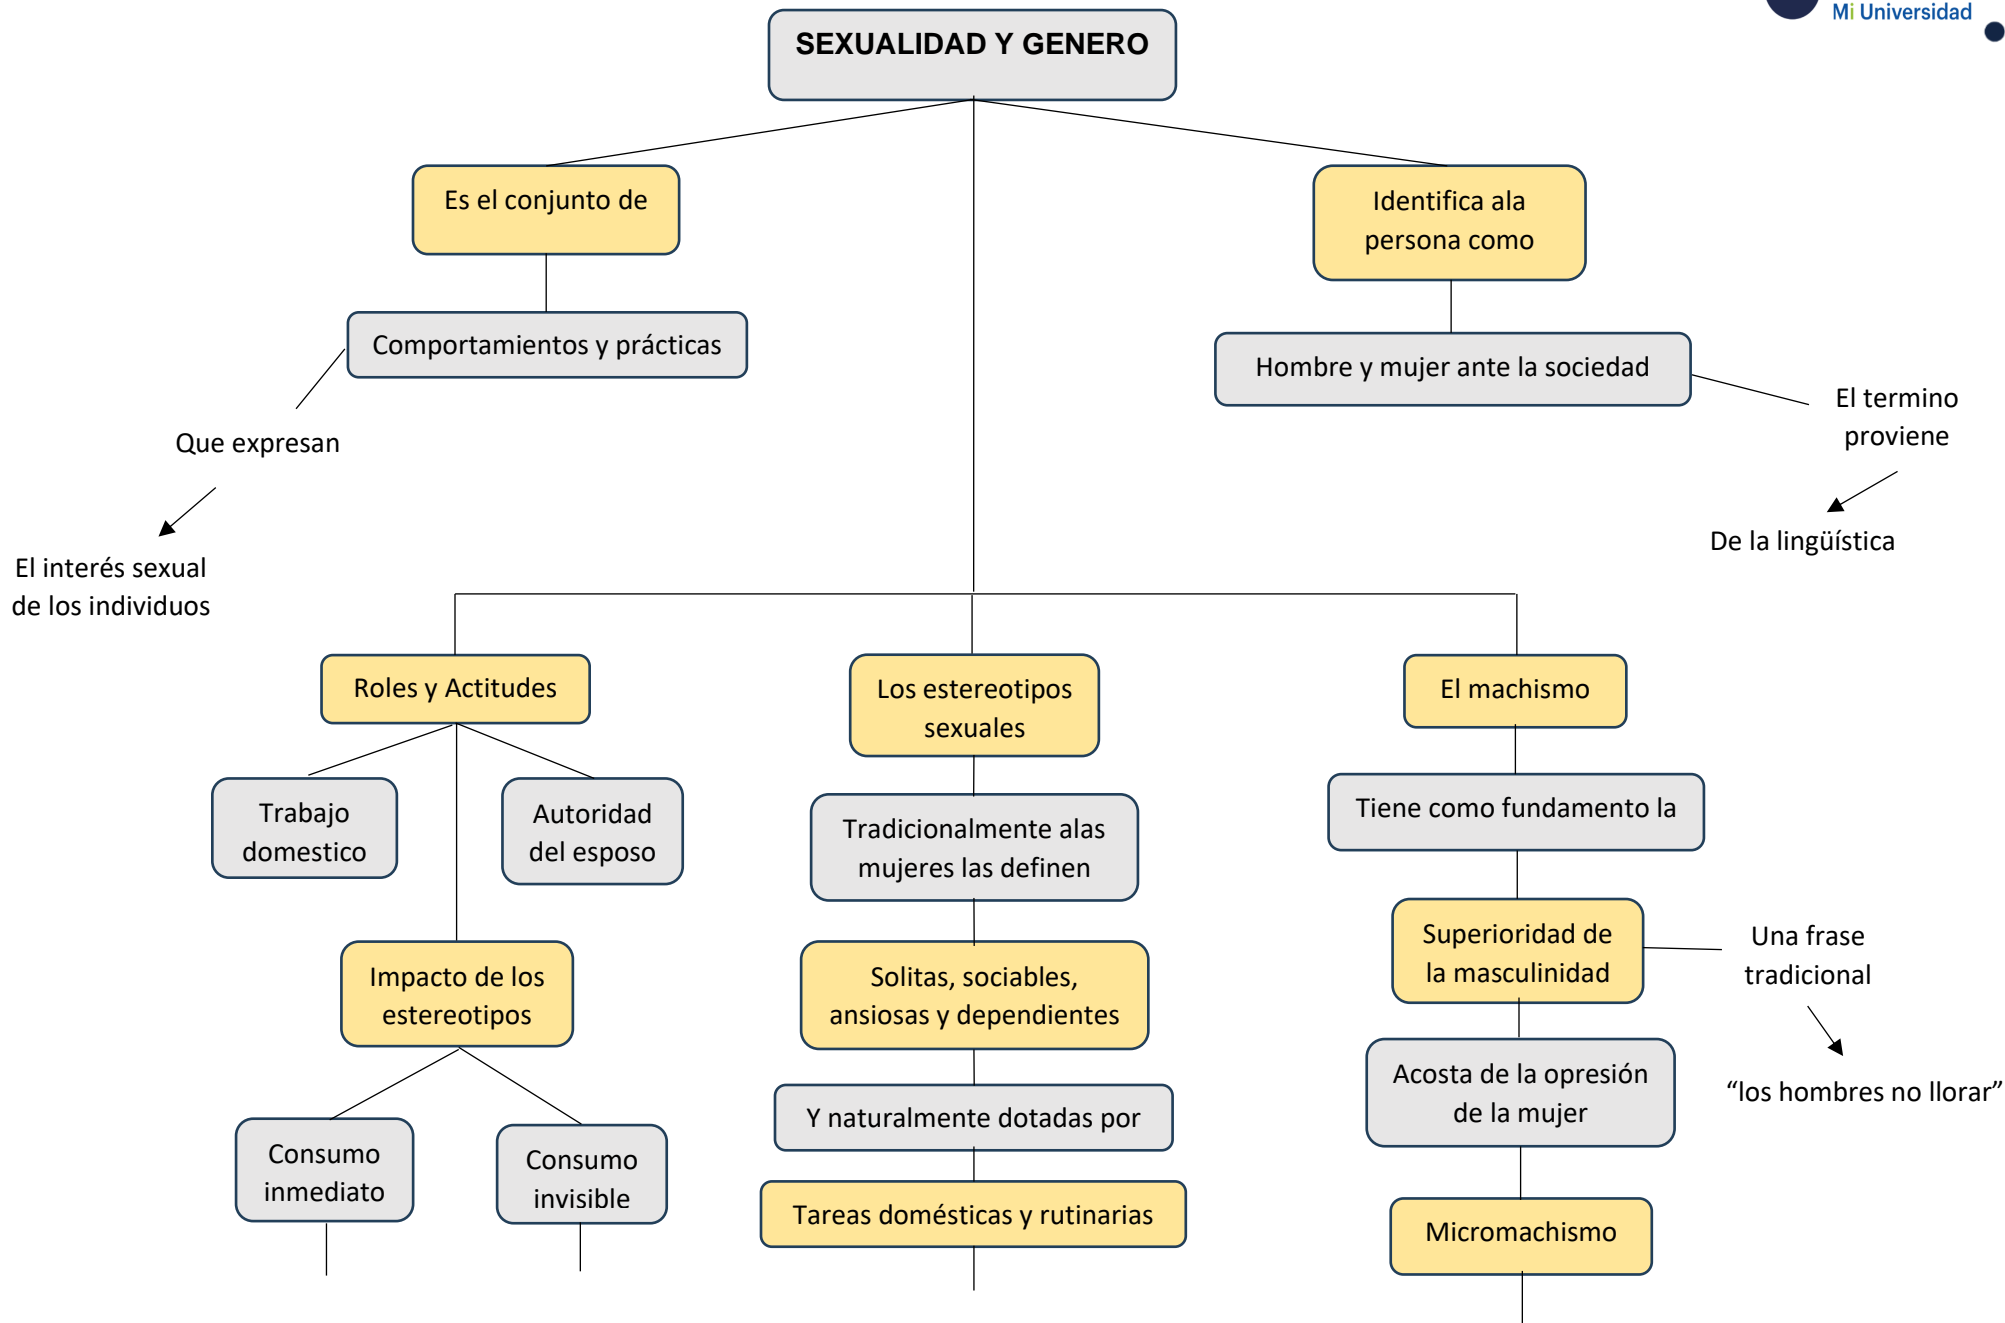 Mi Universidad
SEXUALIDAD Y GENERO
Es el conjunto de
Identifica ala
persona como
Comportamientos y prácticas
Hombre y mujer ante la sociedad
El termino
proviene
Que expresan
De la lingüística
El interés sexual
de los individuos
Roles y Actitudes
Los estereotipos
sexuales
El machismo
Trabajo
domestico
Autoridad
del esposo
Tradicionalmente alas
mujeres las definen
Tiene como fundamento la
Impacto de los
estereotipos
Solitas, sociables,
ansiosas y dependientes
Superioridad de
la masculinidad
Una frase
tradicional
Consumo
inmediato
Consumo
invisible
Y naturalmente dotadas por
Acosta de la opresión
de la mujer
“los hombres no llorar”
Tareas domésticas y rutinarias
Micromachismo